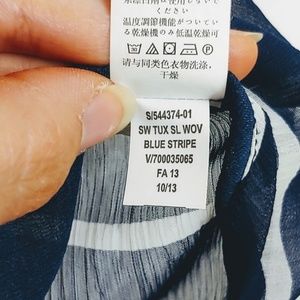 ください
温度調節機能がついてい
る乾燥機のみ低温乾燥可
请与同类色衣物洗涤,
干燥
S/544374-01
SW TUX SL WOV
BLUE STRIPE
V/700035065
FA 13
10/13